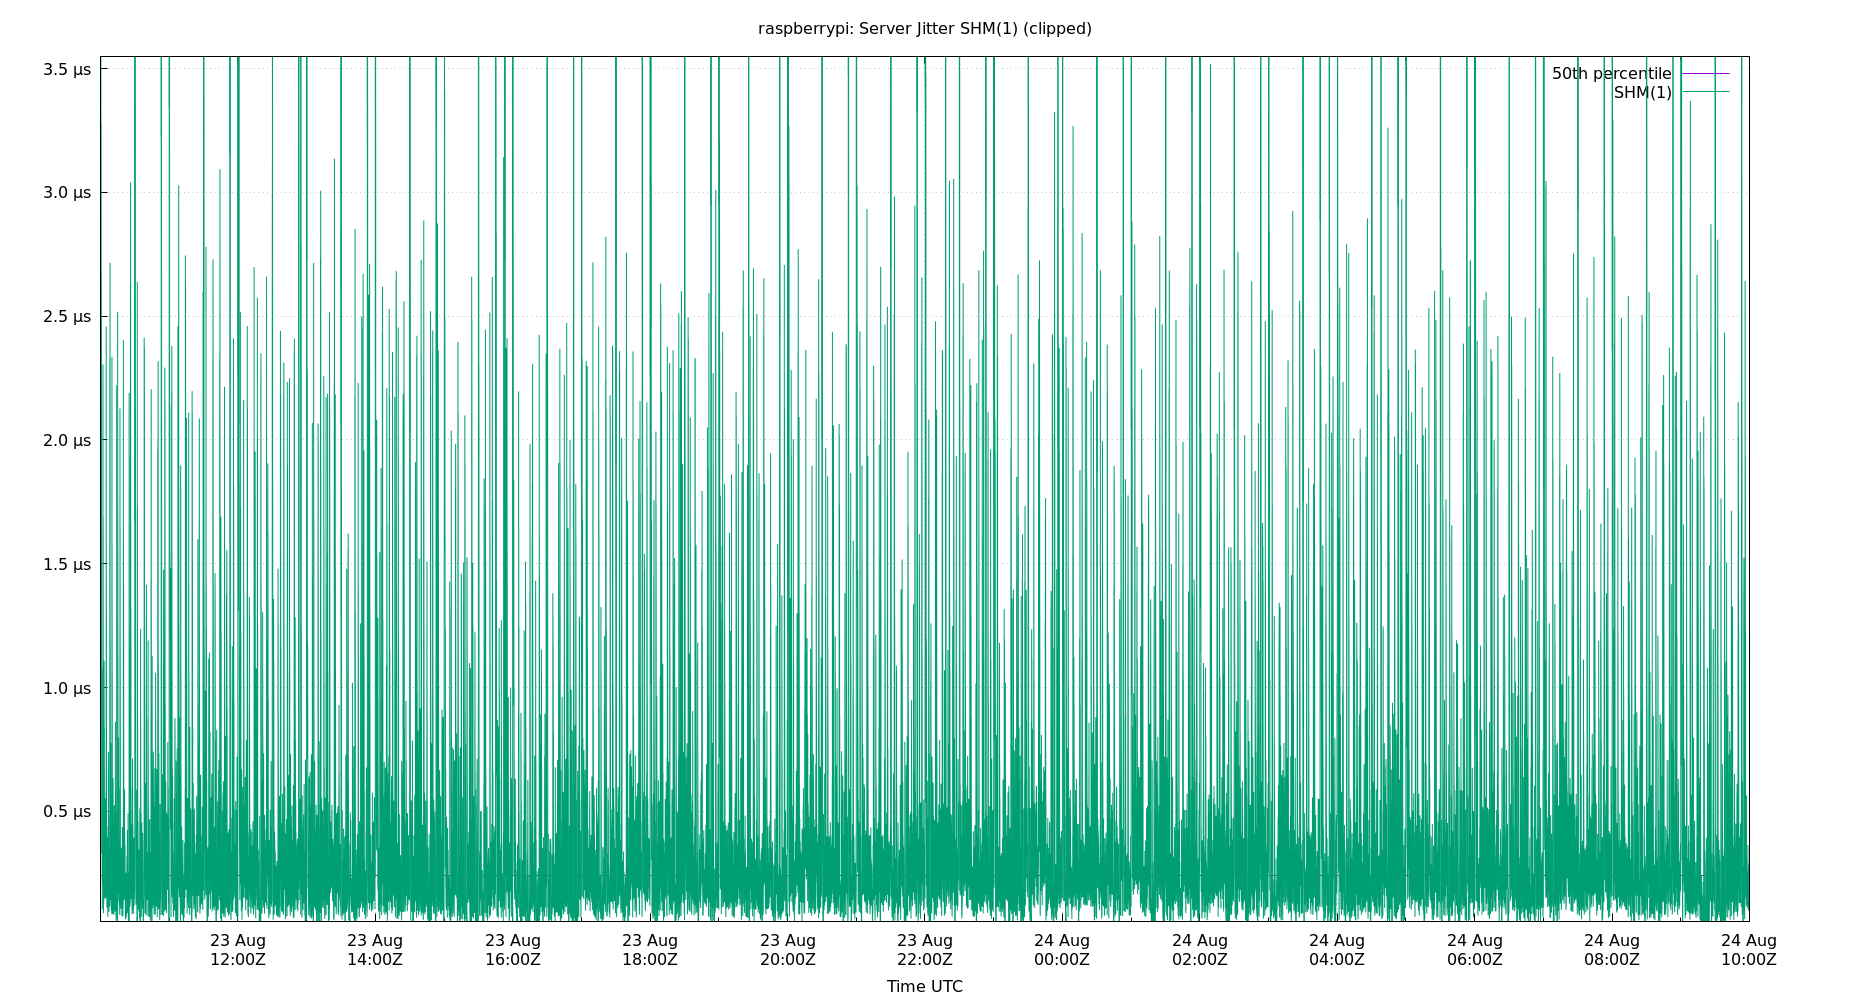 raspberrypi: Server Jitter SHM(1) (clipped)
50th percentile
SHM(1)
3.5 µs
3.0 µs
2.5 µs
2.0 µs
1.5 µs
1.0 µs
0.5 µs
23 Aug 23 Aug 23 Aug 23 Aug 23 Aug 23 Aug 24 Aug 24 Aug 24 Aug 24 Aug 24 Aug 24 Aug
12:00Z 14:00Z 16:00Z 18:00Z 20:00Z 22:00Z 00:00Z 02:00Z 04:00Z 06:00Z 08:00Z 10:00Z
Time UTC